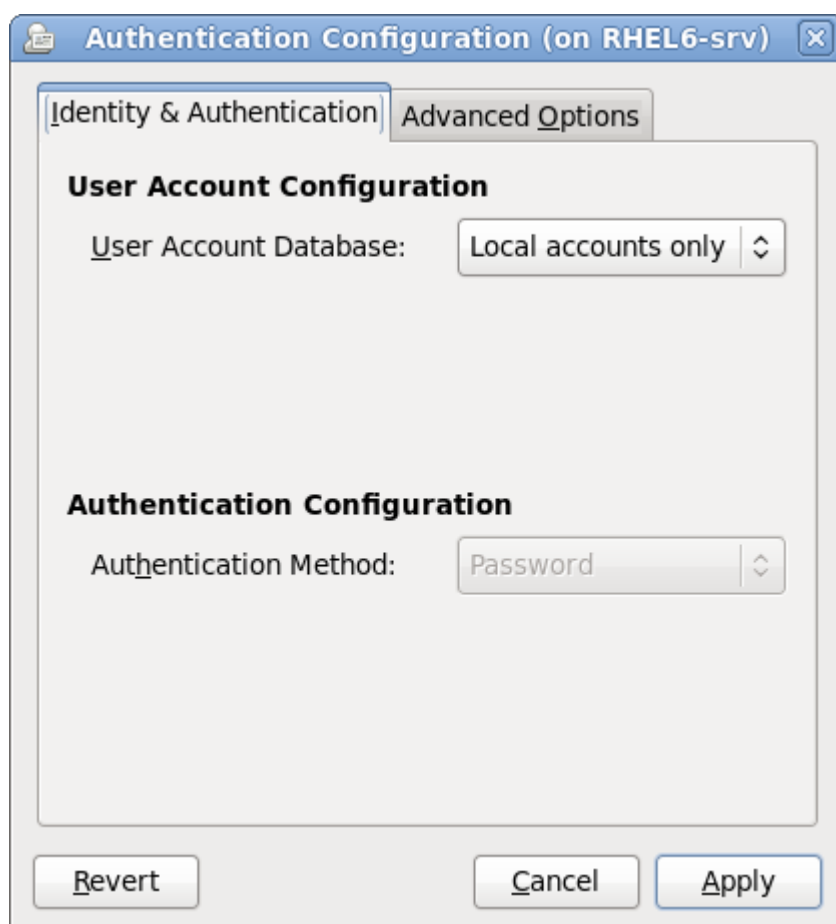 Authentication Configuration (on RHEL6-srv)
Identity & Authentication
Advanced Options
User Account Configuration
User Account Database: Local accounts only
Authentication Configuration
Authentication Method: Password
Revert Cancel Apply